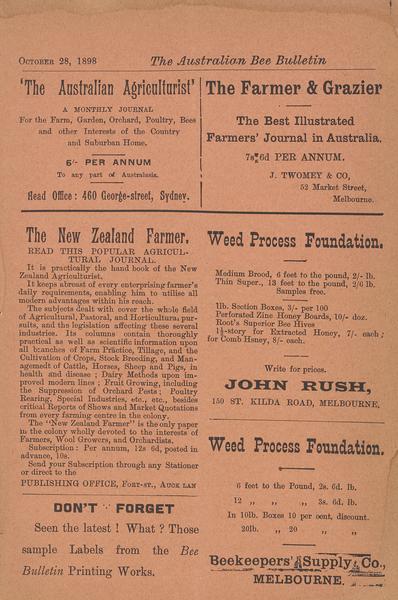 October 28, 1898 The Australian Bee Bulletin
'The Australian Agriculturist'
A MONTHLY JOURNAL
For the Farm, Garden, Orchard, Poultry, Bees
and other Interests of the Country
and Suburban Home.
6/- PER ANNUM
To any part of Australasia.
Head Office : 460 George-street, Sydney.
The Farmer & Grazier
The Best Illustrated
Farmers' Journal in Australia.
7s 6d PER ANNUM.
J. TWOMEY & CO,
52 Market Street,
Melbourne.
The New Zealand Farmer.
READ THIS POPULAR AGRICUL-
TURAL JOURNAL.
It is practically the hand book of the New
Zealand Agriculturist.
It keeps abreast of every enterprising farmer's
daily requirements, enabling him to utilise all
modern advantages within his reach.
The subjects dealt with cover the whole field
of Agricultural, Pastoral, and Horticultural pur-
suits, and the legislation affecting these several
industries. Its columns contain thoroughly
practical as well as scientific information upon
all branches of Farm Practice, Tillage, and the
Cultivation of Crops, Stock Breeding, and Man-
agement of Cattle, Horses, Sheep and Pigs, in
health and disease ; Dairy Methods upon im-
proved modern lines ; Fruit Growing, including
the Suppression of Orchard Pests ; Poultry
Rearing, Special Industries, etc., etc., besides
critical Reports of Shows and Market Quotations
from every farming centre in the colony.
The "New Zealand Farmer" is the only paper
in the colony wholly devoted to the interests of
Farmers, Wool Growers, and Orchardists.
Subscription : Per annum, 12s 6d, posted in
advance, 10s.
Send your Subscription through any Stationer
or direct to the
PUBLISHING OFFICE, Fort-st., Auck lan
DON'T FORGET
Seen the latest ! What ? Those
sample Labels from the Bee
Bulletin Printing Works.
Weed Process Foundation.
Medium Brood, 6 feet to the pound, 2/- lb.
Thin Super., 13 feet to the pound, 2/6 lb.
Samples free.
1lb. Section Boxes, 3/- per 100
Perforated Zinc Honey Boards, 10/- doz.
Root's Superior Bee Hives
1½-story for Extracted Honey, 7/- each ;
for Comb Hsney, 8/- each.
Write for prices.
JOHN RUSH,
150 ST. KILDA ROAD, MELBOURNE.
Weed Process Foundation.
6 feet to the Pound, 2s. 6d. lb.
12 ,, ,, ,, 3s. 6d. lb.
In 10lb. Boxes 10 per cent, discount.
20lb. ,, 20 ,, ,,
Beekeepers' Supply Co.,
MELBOURNE.